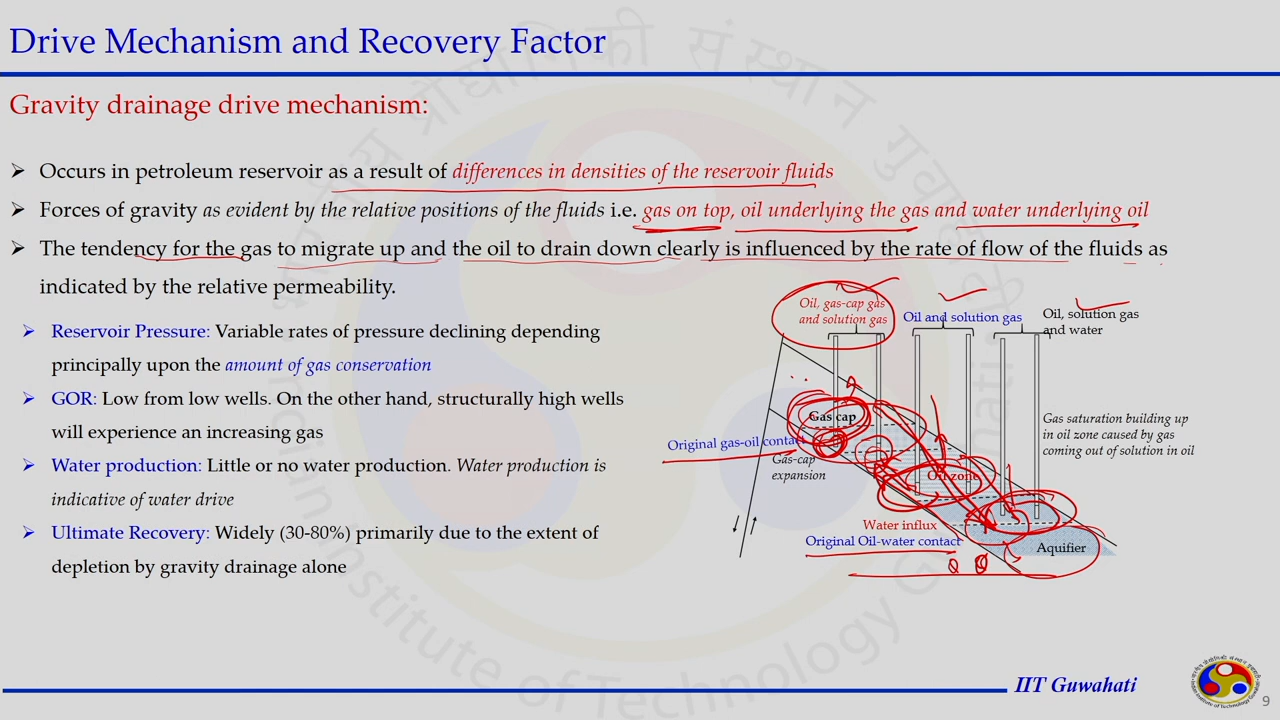 Drive Mechanism and Recovery Factor
Gravity drainage drive mechanism:
➢ Occurs in petroleum reservoir as a result of differences in densities of the reservoir fluids
➢ Forces of gravity as evident by the relative positions of the fluids i.e. gas on top, oil underlying the gas and water underlying oil
➢ The tendency for the gas to migrate up and the oil to drain down clearly is influenced by the rate of flow of the fluids as
indicated by the relative permeability.
➢ Reservoir Pressure: Variable rates of pressure declining depending
principally upon the amount of gas conservation
➢ GOR: Low from low wells. On the other hand, structurally high wells
will experience an increasing gas
➢ Water production: Little or no water production. Water production is
indicative of water drive
➢ Ultimate Recovery: Widely (30-80%) primarily due to the extent of
depletion by gravity drainage alone
Oil, gas-cap gas
and solution gas
Oil and solution gas
Oil, solution gas
and water
Gas cap
Original gas-oil contact
Gas-cap
expansion
Oil zone
Gas saturation building up
in oil zone caused by gas
coming out of solution in oil
Water influx
Original Oil-water contact
Aquifier
IIT Guwahati
9